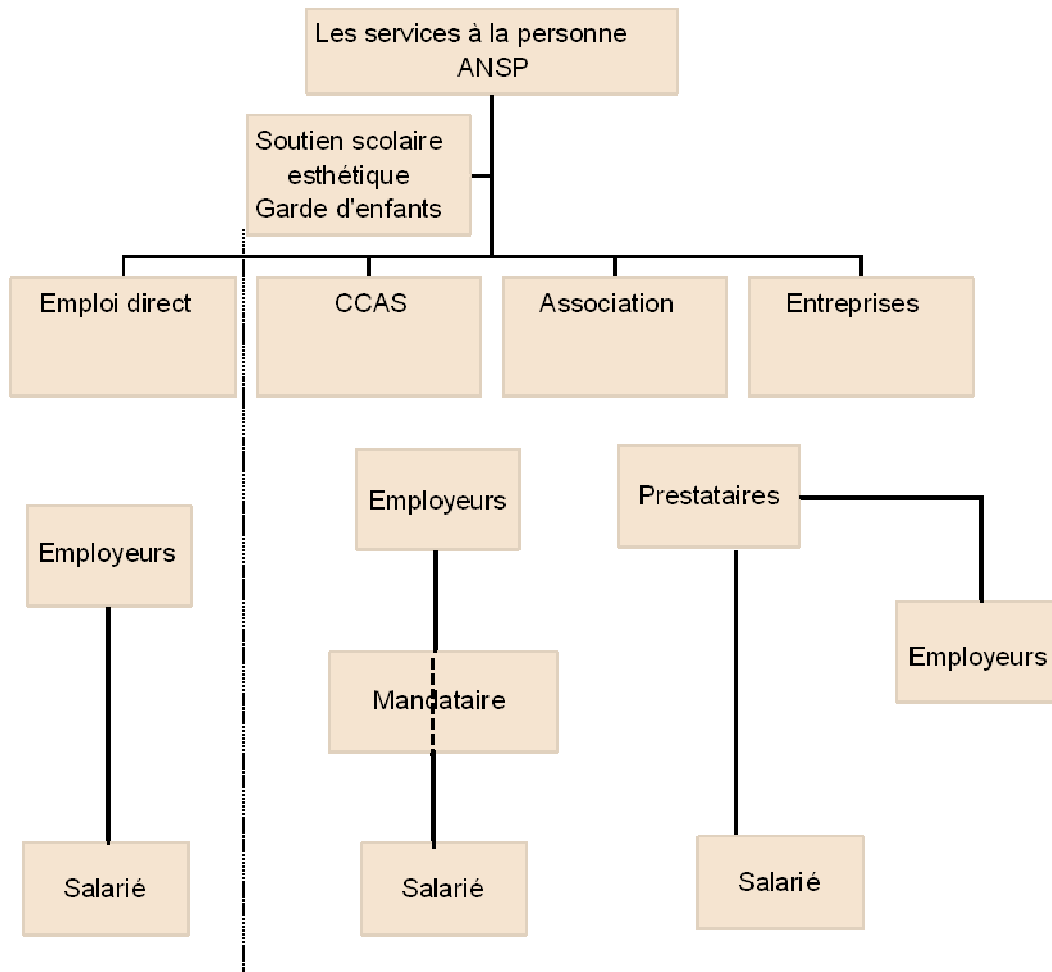 Les services à la personne
ANSP
Soutien scolaire
esthétique
Garde d'enfants
Emploi direct
CCAS
Association
Entreprises
Employeurs
Salarié
Employeurs
Mandataire
Salarié
Prestataires
Employeurs
Salarié